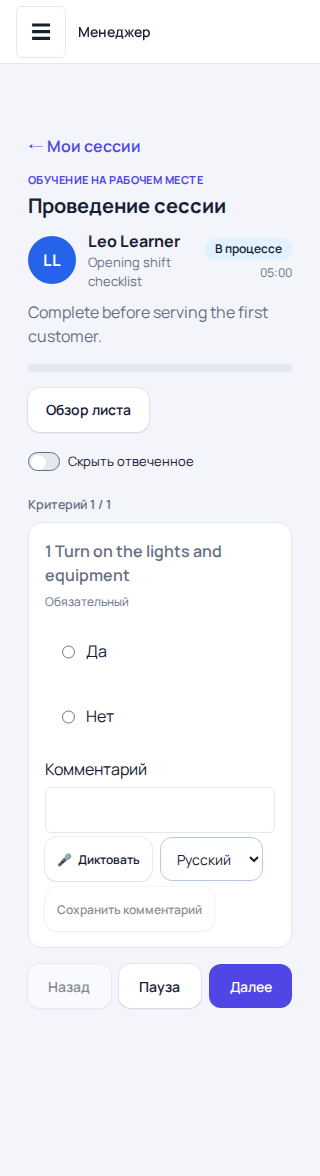 ☰ Менеджер
← Мои сессии
ОБУЧЕНИЕ НА РАБОЧЕМ МЕСТЕ
Проведение сессии
LL
Leo Learner
Opening shift
checklist
В процессе
05:00
Complete before serving the first
customer.
Обзор листа
Скрыть отвеченное
Критерий 1 / 1
1 Turn on the lights and
equipment
Обязательный
Да
Нет
Комментарий
🎤 Диктовать
Русский
Сохранить комментарий
Назад
Пауза
Далее